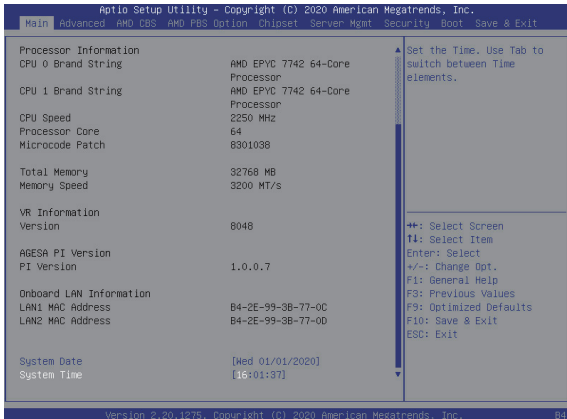 Aptio Setup Utility - Copyright (C) 2020 American Megatrends, Inc.
Main Advanced AMD CBS AMD PBS Option Chipset Server Mgmt Security Boot Save & Exit
Processor Information
CPU 0 Brand String AMD EPYC 7742 64-Core
Processor
CPU 1 Brand String AMD EPYC 7742 64-Core
Processor
CPU Speed 2250 MHz
Processor Core 64
Microcode Patch 8301038
Total Memory 32768 MB
Memory Speed 3200 MT/s
VR Information
Version 8048
AGESA PI Version
PI Version 1.0.0.7
Onboard LAN Information
LAN1 MAC Address B4-2E-99-3B-77-0C
LAN2 MAC Address B4-2E-99-3B-77-0D
System Date [Wed 01/01/2020]
System Time [16:01:37]
Set the Time. Use Tab to
switch between Time
elements.
→←: Select Screen
↑↓: Select Item
Enter: Select
+/-: Change Opt.
F1: General Help
F3: Previous Values
F9: Optimized Defaults
F10: Save & Exit
ESC: Exit
Version 2.20.1275. Copyright (C) 2020 American Megatrends, Inc.
B4